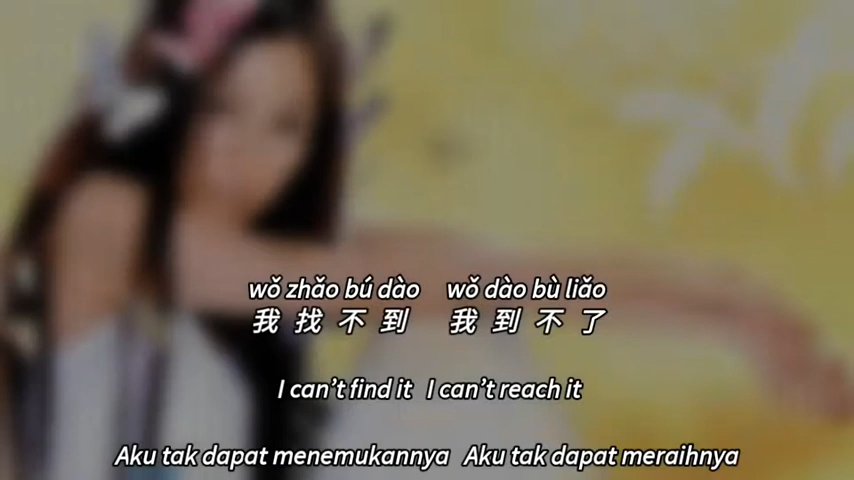 wǒ zhǎo bú dào wǒ dào bù liǎo
我 找 不 到 我 到 不 了
I can't find it I can't reach it
Aku tak dapat menemukannya Aku tak dapat meraihnya